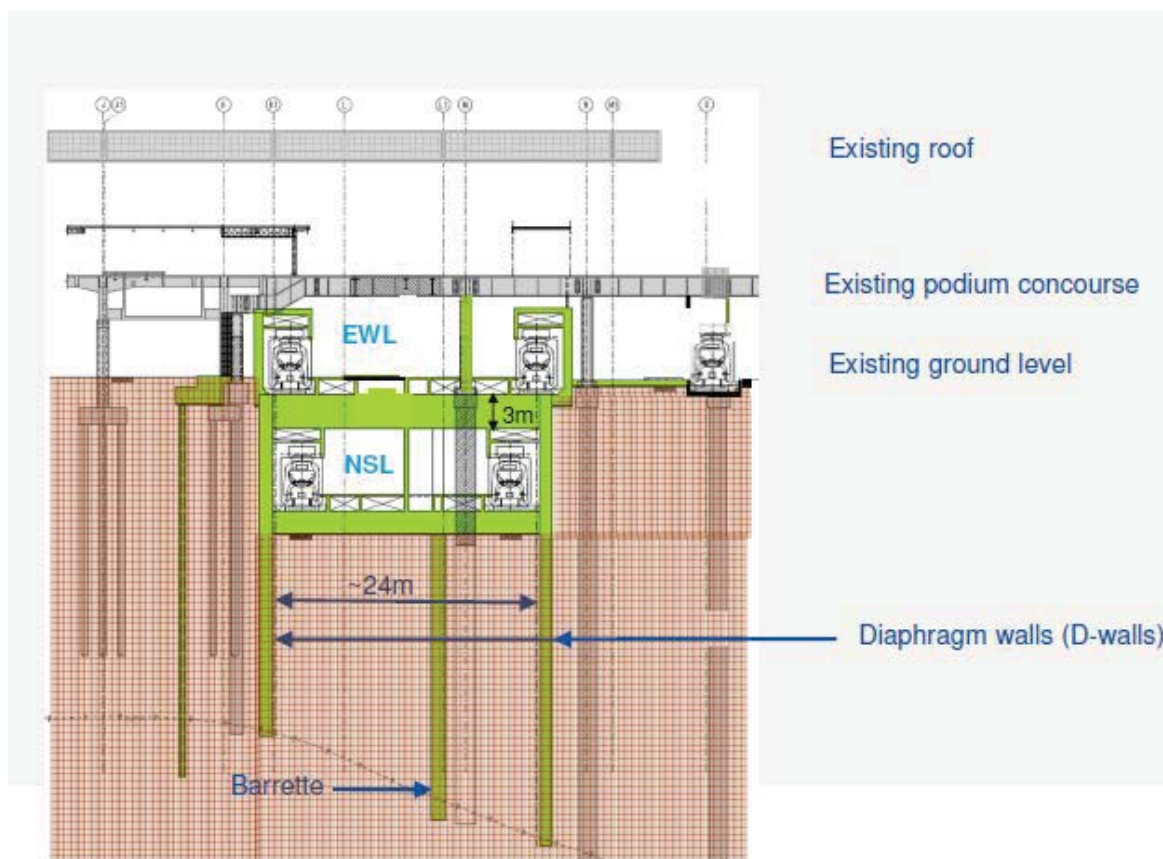 J
L
Existing roof
Existing podium concourse
EWL
Existing ground level
3m
NSL
~24m
Diaphragm walls (D-walls)
Barrette